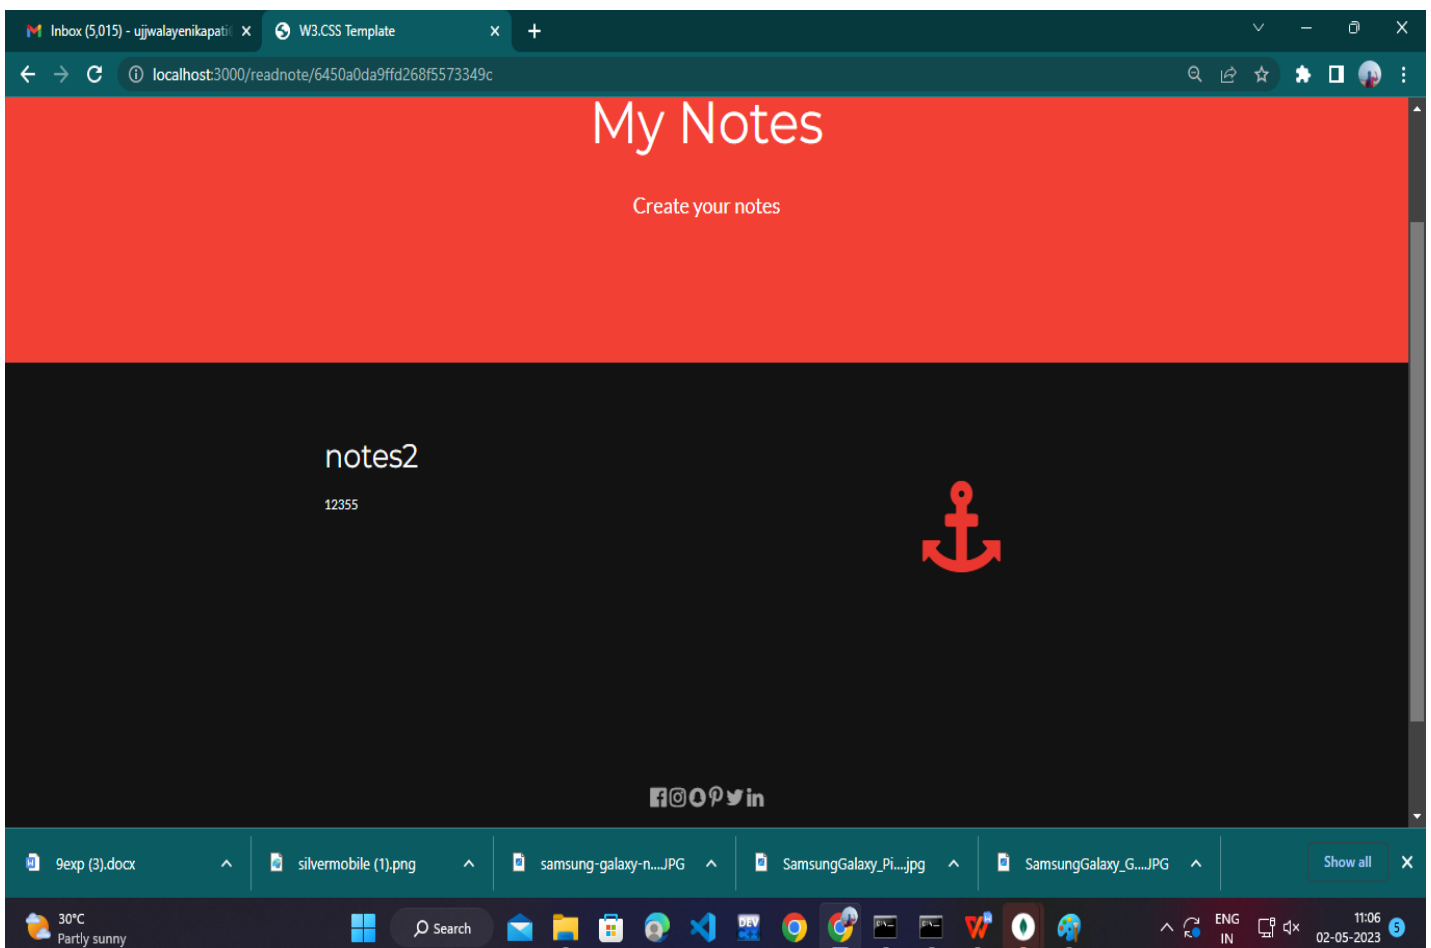 Inbox (5,015) - ujjwalayenikapati
W3.CSS Template
localhost:3000/readnote/6450a0da9ffd268f5573349c
My Notes
Create your notes
notes2
12355
9exp (3).docx
silvermobile (1).png
samsung-galaxy-n....JPG
SamsungGalaxy_Pi....jpg
SamsungGalaxy_G....JPG
Show all
30°C
Partly sunny
Search
DEV
ENG
IN
11:06
02-05-2023
5